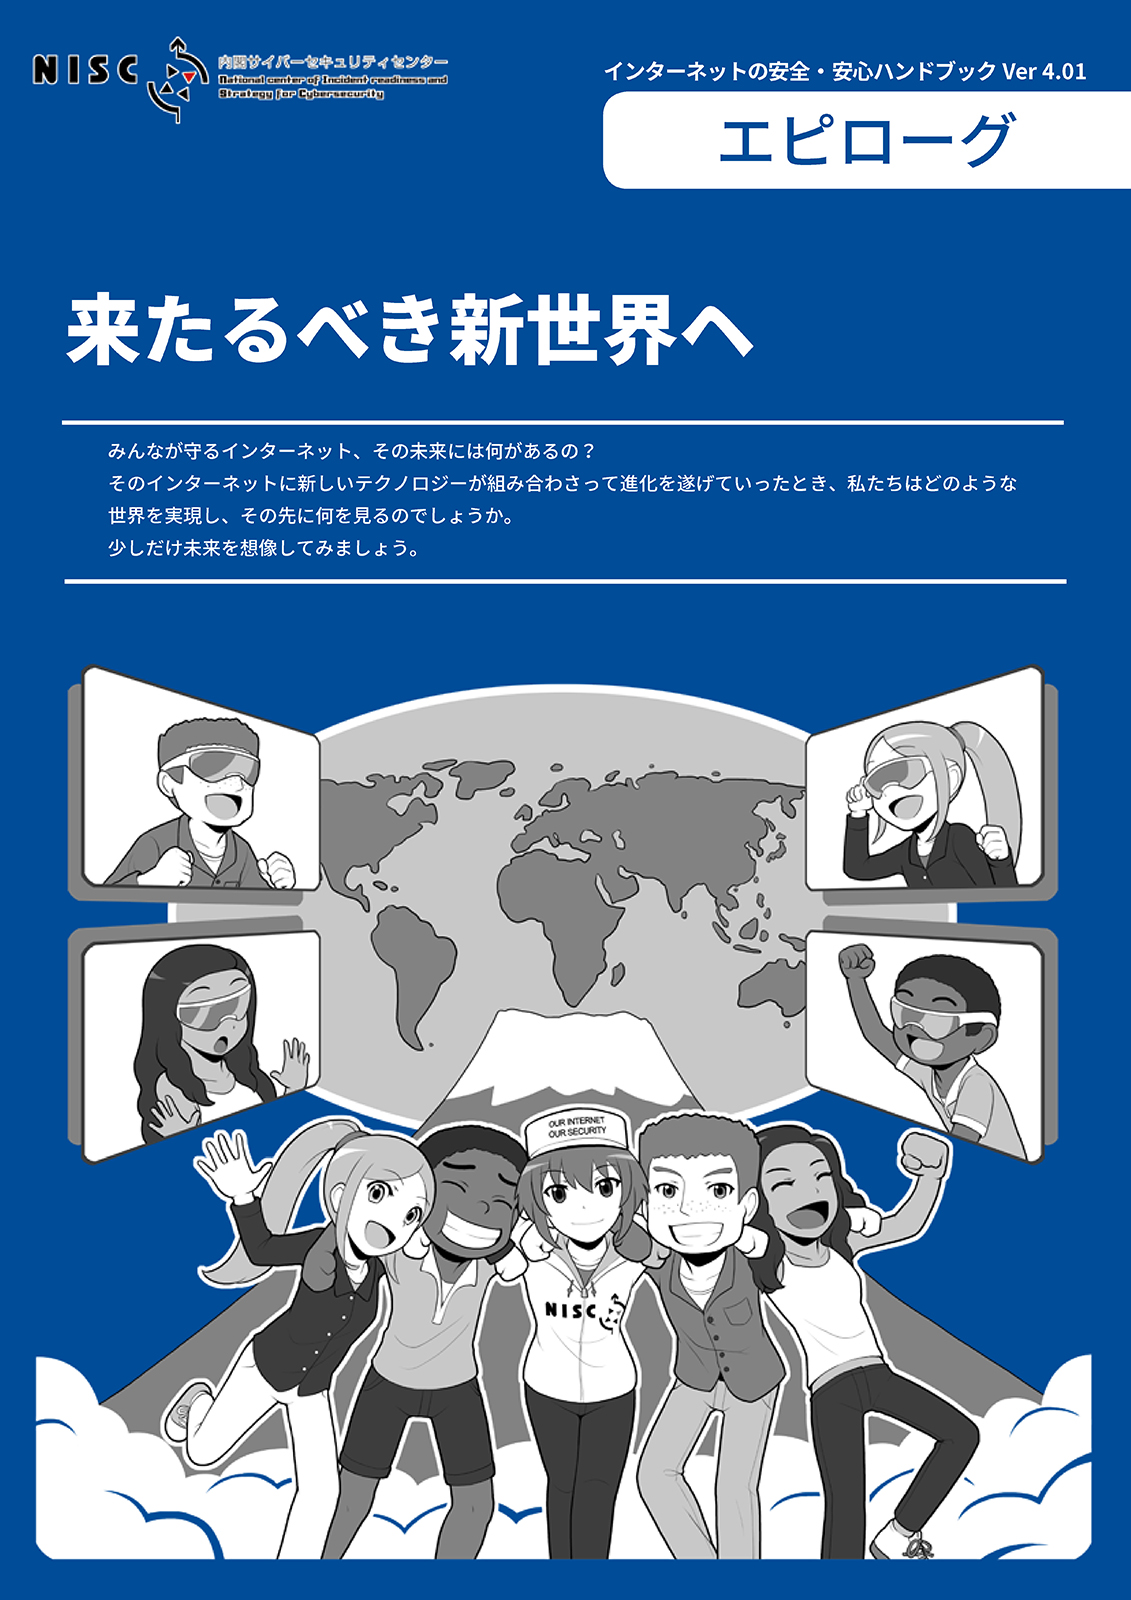 NISC
内閣サイバーセキュリティセンター
National center of Incident readiness and
Strategy for Cybersecurity
インターネットの安全・安心ハンドブック Ver 4.01
エピローグ
来たるべき新世界へ
みんなが守るインターネット、その未来には何があるの？
そのインターネットに新しいテクノロジーが組み合わさって進化を遂げていったとき、私たちはどのような
世界を実現し、その先に何を見るのでしょうか。
少しだけ未来を想像してみましょう。
OUR INTERNET
OUR SECURITY
NISC